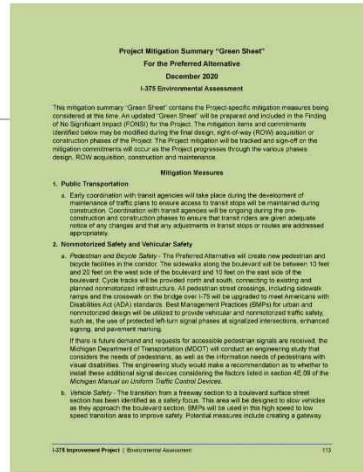 Project Mitigation Summary "Green Sheet"
For the Preferred Alternative
December 2020
I-375 Environmental Assessment
This mitigation summary "Green Sheet" contains the Project-specific mitigation measures being
considered at this time. An updated "Green Sheet" will be prepared and included in the Finding
of No Significant Impact (FONSI) for the Project. The mitigation items and commitments
identified below may be modified during the final design, right-of-way (ROW) acquisition or
construction phases of the Project. The Project mitigation will be tracked and sign-off on the
mitigation commitments will occur as the Project progresses through the various phases:
design, ROW acquisition, construction and maintenance.
Mitigation Measures
1. Public Transportation
a. Early coordination with transit agencies will take place during the development of
maintenance of traffic plans to ensure access to transit stops will be maintained during
construction. Coordination with transit agencies will be ongoing during the pre-
construction and construction phases to ensure that transit riders are given adequate
notice of any changes and that any adjustments in transit stops or routes are addressed
appropriately.
2. Nonmotorized Safety and Vehicular Safety
a. Pedestrian and Bicycle Safety - The Preferred Alternative will create new pedestrian and
bicycle facilities in the corridor. The sidewalks along the boulevard will be between 13 feet
and 20 feet on the west side of the boulevard and 10 feet on the east side of the
boulevard. Cycle tracks will be provided north and south, connecting to existing and
planned nonmotorized infrastructure. All pedestrian street crossings, including sidewalk
ramps and the crosswalk on the bridge over I-75 will be upgraded to meet Americans with
Disabilities Act (ADA) standards. Best Management Practices (BMPs) for urban and
nonmotorized design will be utilized to provide vehicular and nonmotorized traffic safety,
such as, the use of protected left-turn signal phases at signalized intersections, enhanced
signing, and pavement marking.
If there is future demand and requests for accessible pedestrian signals are received, the
Michigan Department of Transportation (MDOT) will conduct an engineering study that
considers the needs of pedestrians, as well as the information needs of pedestrians with
visual disabilities. The engineering study would make a recommendation as to whether to
install these additional signal devices considering the factors listed in section 4E.09 of the
Michigan Manual on Uniform Traffic Control Devices.
b. Vehicle Safety - The transition from a freeway section to a boulevard surface street
section has been identified as a safety focus. This area will be designed to slow vehicles
as they approach the boulevard section. BMPs will be used in this high speed to low
speed transition area to improve safety. Potential measures include creating a gateway
I-375 Improvement Project | Environmental Assessment 113